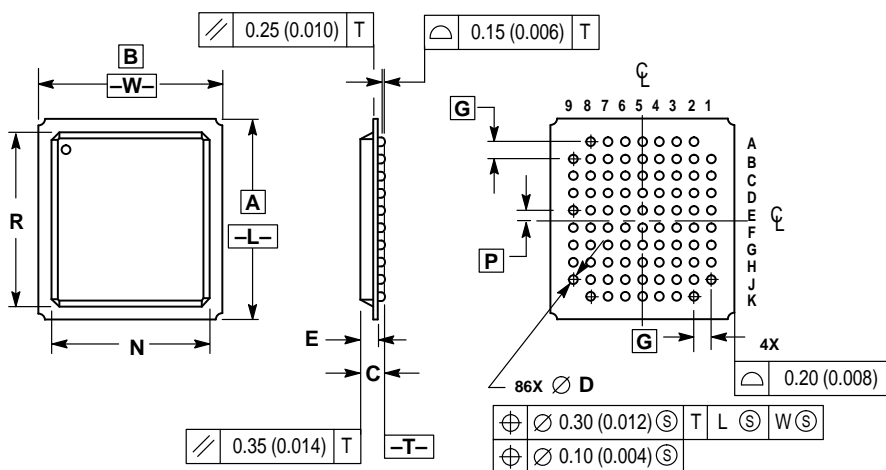 ⫽ 0.25 (0.010) T
⌓ 0.15 (0.006) T
B
–W–
R
A
–L–
N
E
C
⫽ 0.35 (0.014) T
–T–
℄
9 8 7 6 5 4 3 2 1
G
A
B
C
D
E
F
G
H
J
K
℄
P
G
4X
⌓ 0.20 (0.008)
86X ∅ D
⌖ ∅ 0.30 (0.012) Ⓢ T L Ⓢ W Ⓢ
⌖ ∅ 0.10 (0.004) Ⓢ